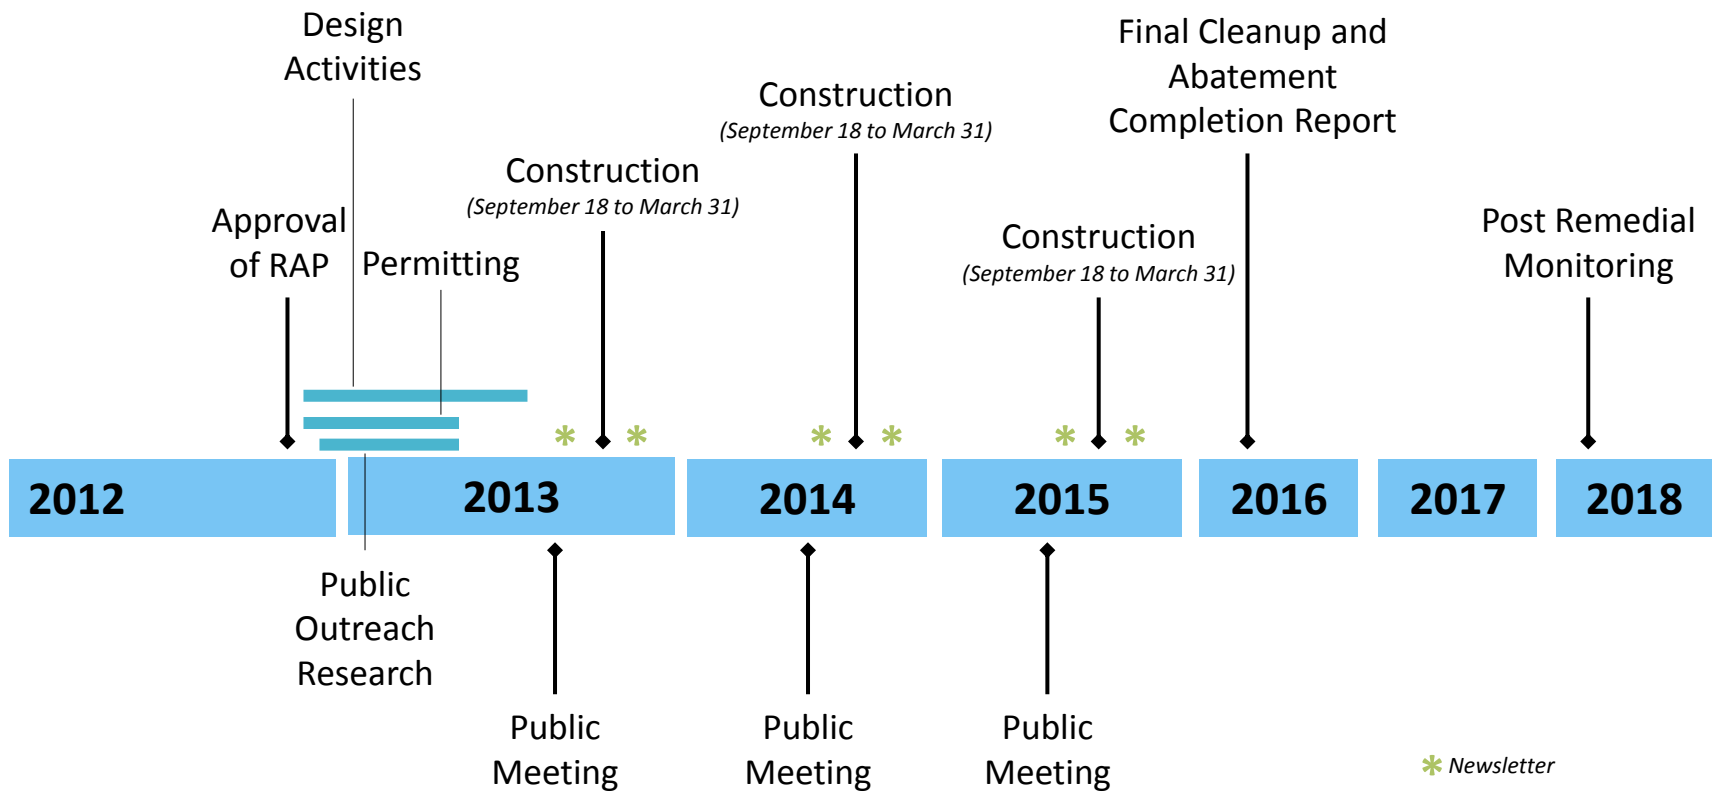 Design
Activities
Final Cleanup and
Abatement
Completion Report
Construction
(September 18 to March 31)
Construction
(September 18 to March 31)
Approval
of RAP
Permitting
Construction
(September 18 to March 31)
Post Remedial
Monitoring
* * * * * *
2012 2013 2014 2015 2016 2017 2018
Public
Outreach
Research
Public
Meeting
Public
Meeting
Public
Meeting
* Newsletter